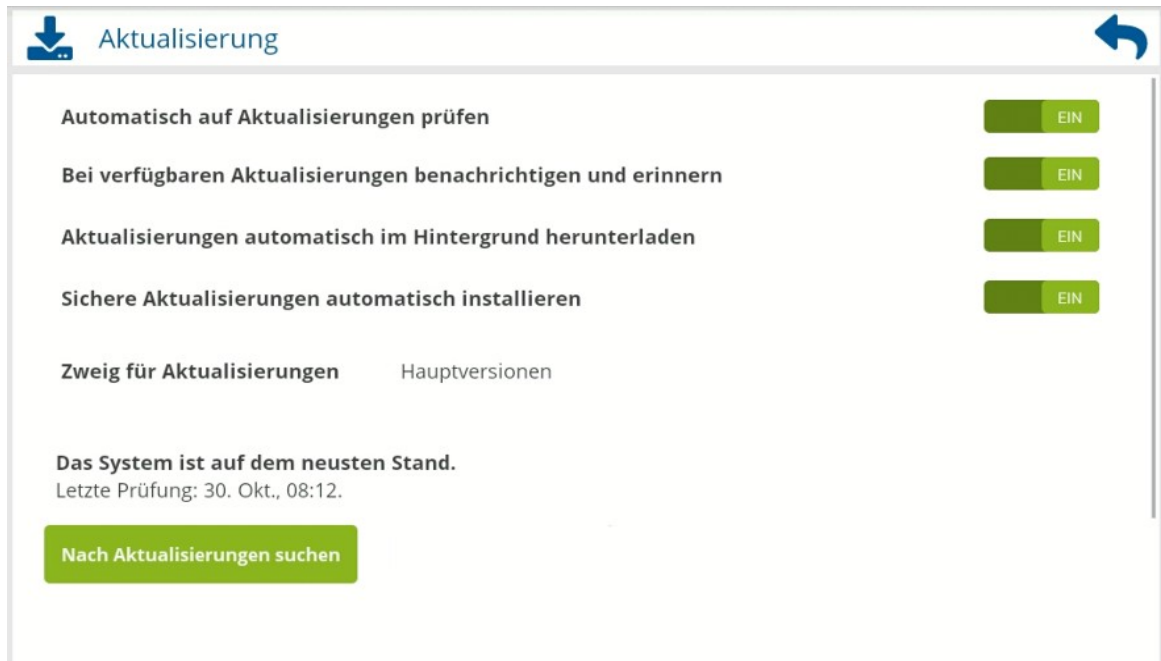 Aktualisierung
Automatisch auf Aktualisierungen prüfen
EIN
Bei verfügbaren Aktualisierungen benachrichtigen und erinnern
EIN
Aktualisierungen automatisch im Hintergrund herunterladen
EIN
Sichere Aktualisierungen automatisch installieren
EIN
Zweig für Aktualisierungen Hauptversionen
Das System ist auf dem neusten Stand.
Letzte Prüfung: 30. Okt., 08:12.
Nach Aktualisierungen suchen